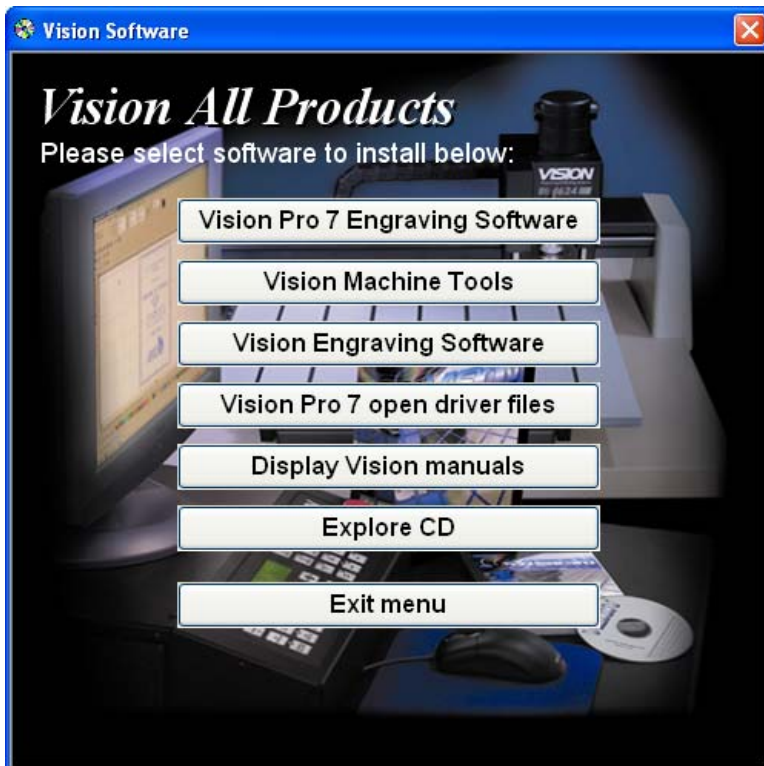 Vision Software
Vision All Products
Please select software to install below:
VISION
Vision Pro 7 Engraving Software
Vision Machine Tools
Vision Engraving Software
Vision Pro 7 open driver files
Display Vision manuals
Explore CD
Exit menu